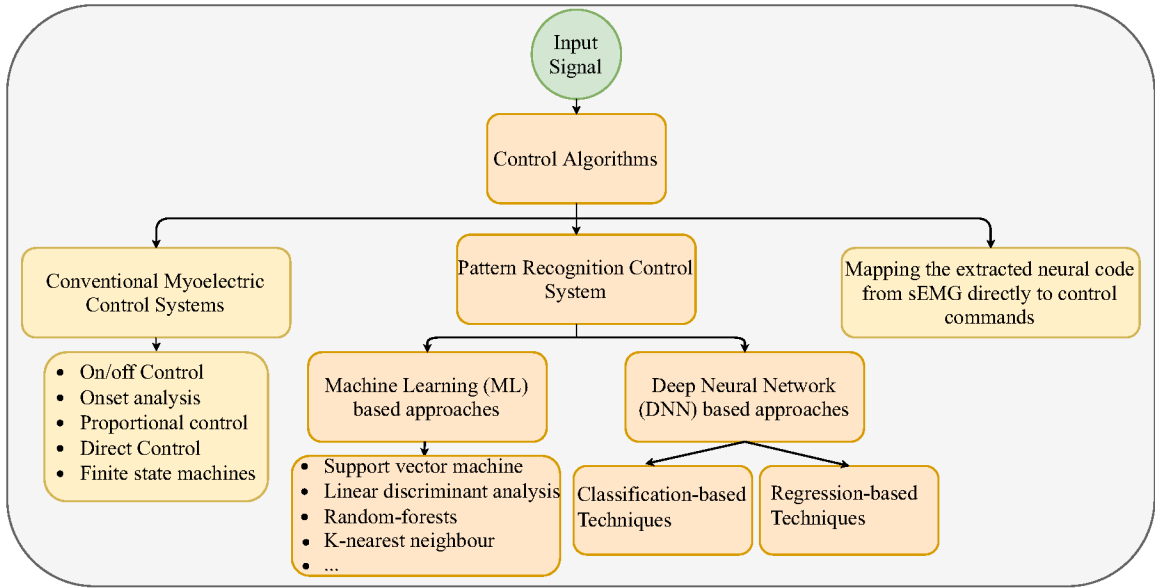 Input
Signal
Control Algorithms
Conventional Myoelectric
Control Systems
Pattern Recognition Control
System
Mapping the extracted neural code
from sEMG directly to control
commands
• On/off Control
• Onset analysis
• Proportional control
• Direct Control
• Finite state machines
Machine Learning (ML)
based approaches
Deep Neural Network
(DNN) based approaches
• Support vector machine
• Linear discriminant analysis
• Random-forests
• K-nearest neighbour
• ...
Classification-based
Techniques
Regression-based
Techniques